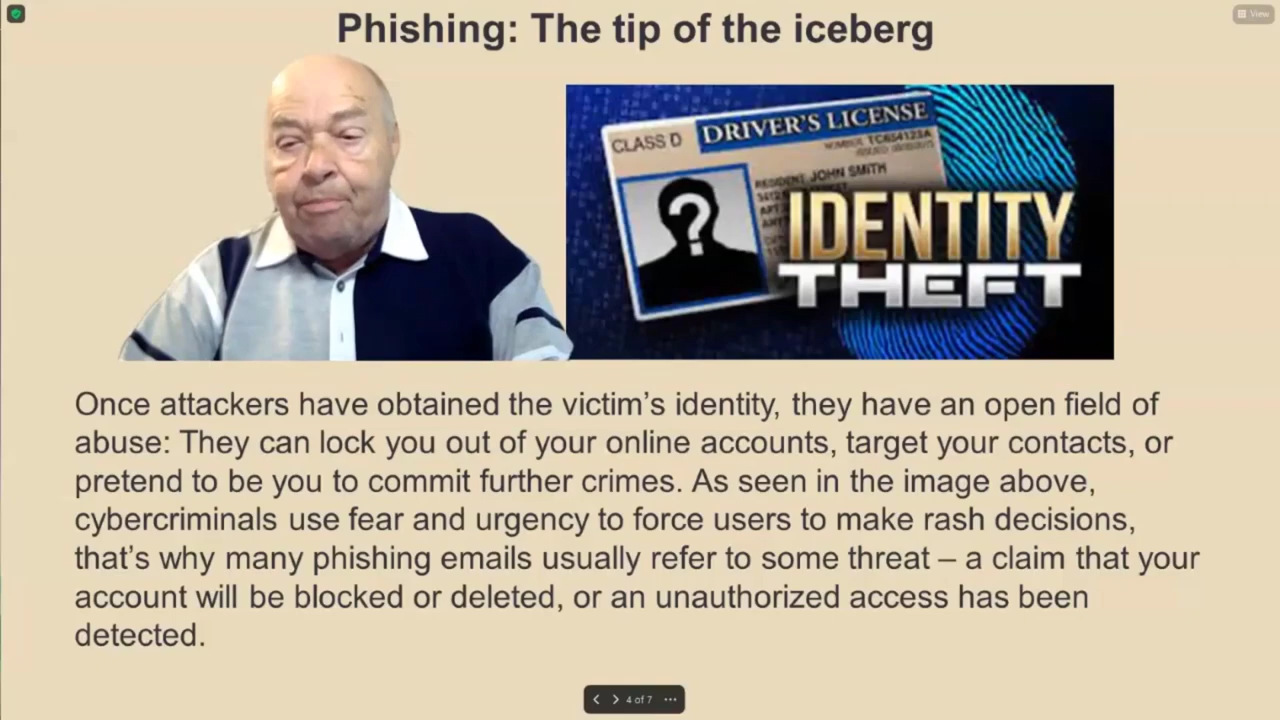 Phishing: The tip of the iceberg
View
CLASS D
DRIVER'S LICENSE
NUMBER TC654123A
RESIDENT: JOHN SMITH
IDENTITY
THEFT
Once attackers have obtained the victim’s identity, they have an open field of
abuse: They can lock you out of your online accounts, target your contacts, or
pretend to be you to commit further crimes. As seen in the image above,
cybercriminals use fear and urgency to force users to make rash decisions,
that’s why many phishing emails usually refer to some threat – a claim that your
account will be blocked or deleted, or an unauthorized access has been
detected.
4 of 7